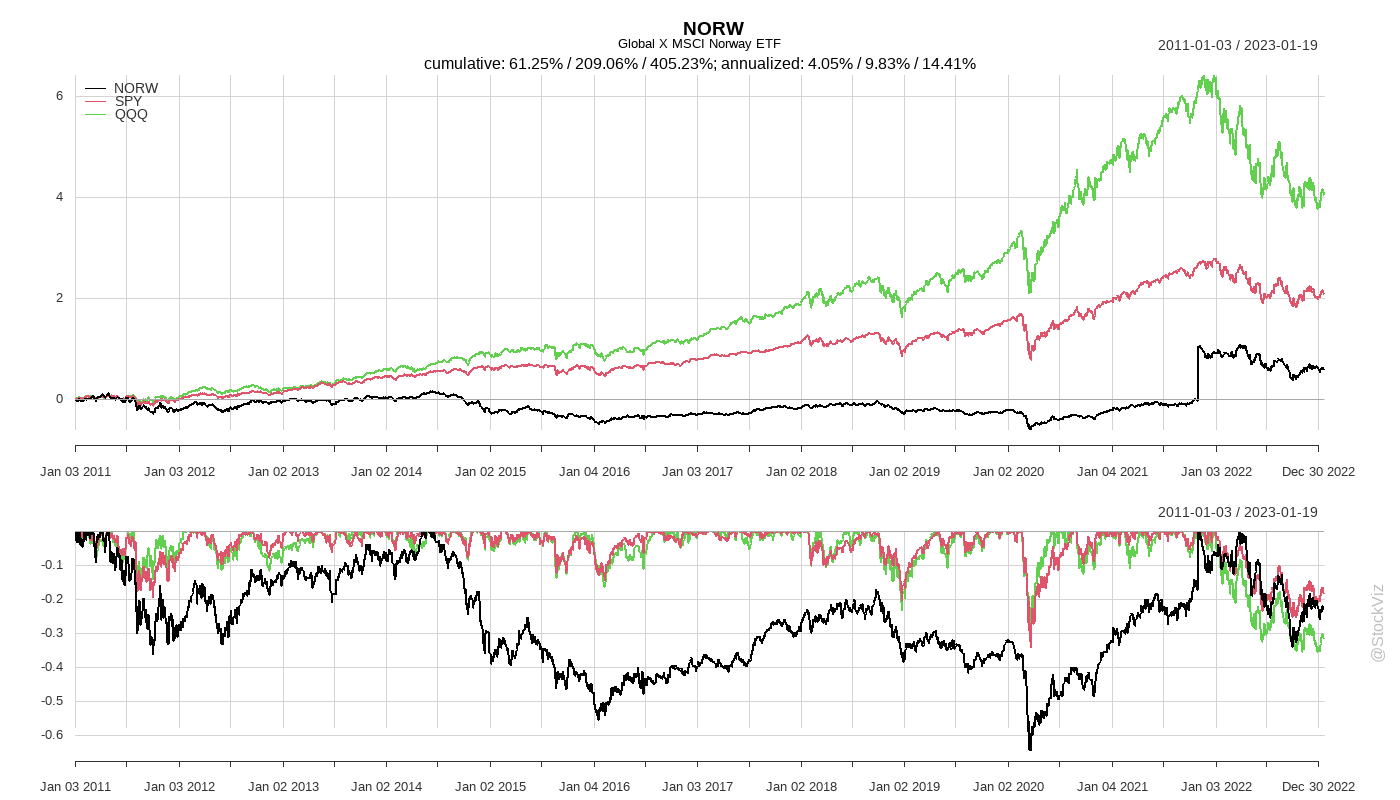 NORW
Global X MSCI Norway ETF
2011-01-03 / 2023-01-19
cumulative: 61.25% / 209.06% / 405.23%; annualized: 4.05% / 9.83% / 14.41%
NORW
SPY
QQQ
6
4
2
0
Jan 03 2011 Jan 03 2012 Jan 02 2013 Jan 02 2014 Jan 02 2015 Jan 04 2016 Jan 03 2017 Jan 02 2018 Jan 02 2019 Jan 02 2020 Jan 04 2021 Jan 03 2022 Dec 30 2022
2011-01-03 / 2023-01-19
-0.1
-0.2
-0.3
-0.4
-0.5
-0.6
Jan 03 2011 Jan 03 2012 Jan 02 2013 Jan 02 2014 Jan 02 2015 Jan 04 2016 Jan 03 2017 Jan 02 2018 Jan 02 2019 Jan 02 2020 Jan 04 2021 Jan 03 2022 Dec 30 2022
@StockViz